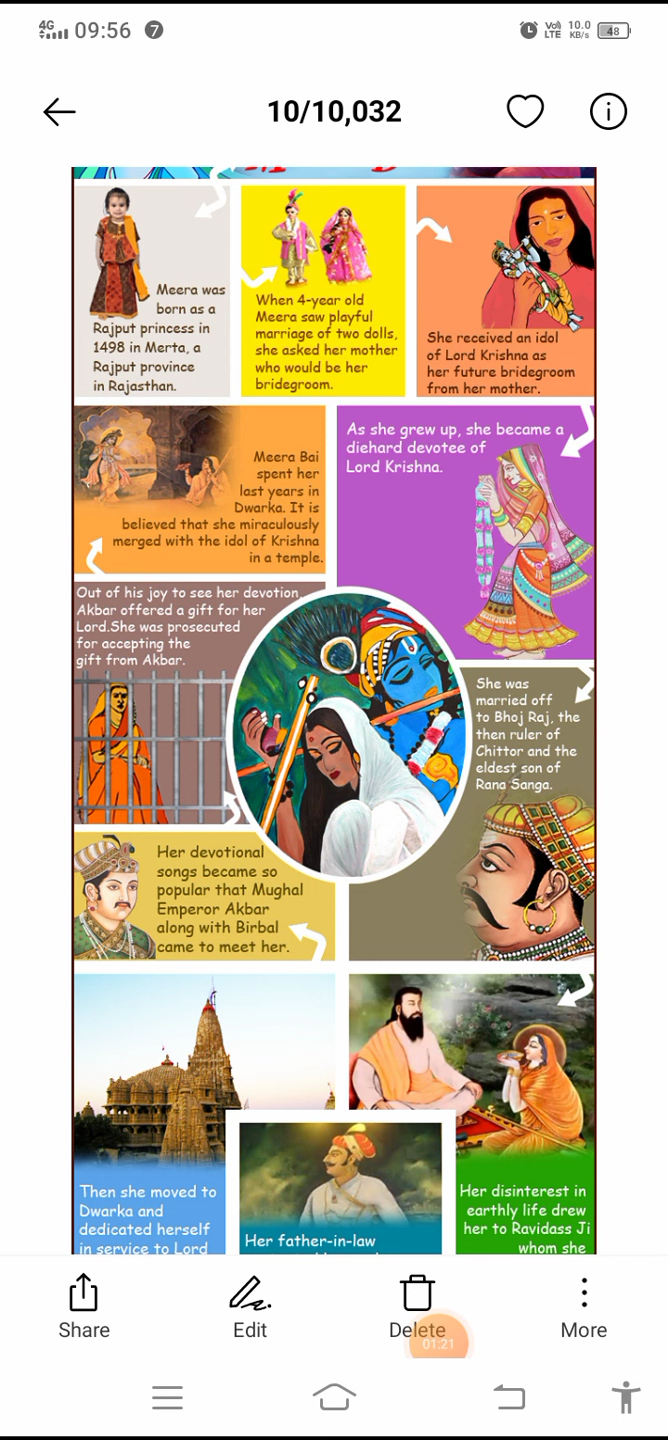 4G 09:56 7 Vo) LTE 10.0 KB/s 48
10/10,032
Meera was
born as a
Rajput princess in
1498 in Merta, a
Rajput province
in Rajasthan.
When 4-year old
Meera saw playful
marriage of two dolls,
she asked her mother
who would be her
bridegroom.
She received an idol
of Lord Krishna as
her future bridegroom
from her mother.
As she grew up, she became a
diehard devotee of
Lord Krishna.
Meera Bai
spent her
last years in
Dwarka. It is
believed that she miraculously
merged with the idol of Krishna
in a temple.
Out of his joy to see her devotion,
Akbar offered a gift for her
Lord.She was prosecuted
for accepting the
gift from Akbar.
She was
married off
to Bhoj Raj, the
then ruler of
Chittor and the
eldest son of
Rana Sanga.
Her devotional
songs became so
popular that Mughal
Emperor Akbar
along with Birbal
came to meet her.
Then she moved to
Dwarka and
dedicated herself
in service to Lord
Her father-in-law
Her disinterest in
earthly life drew
her to Ravidass Ji
whom she
Share Edit Delete More
01:21